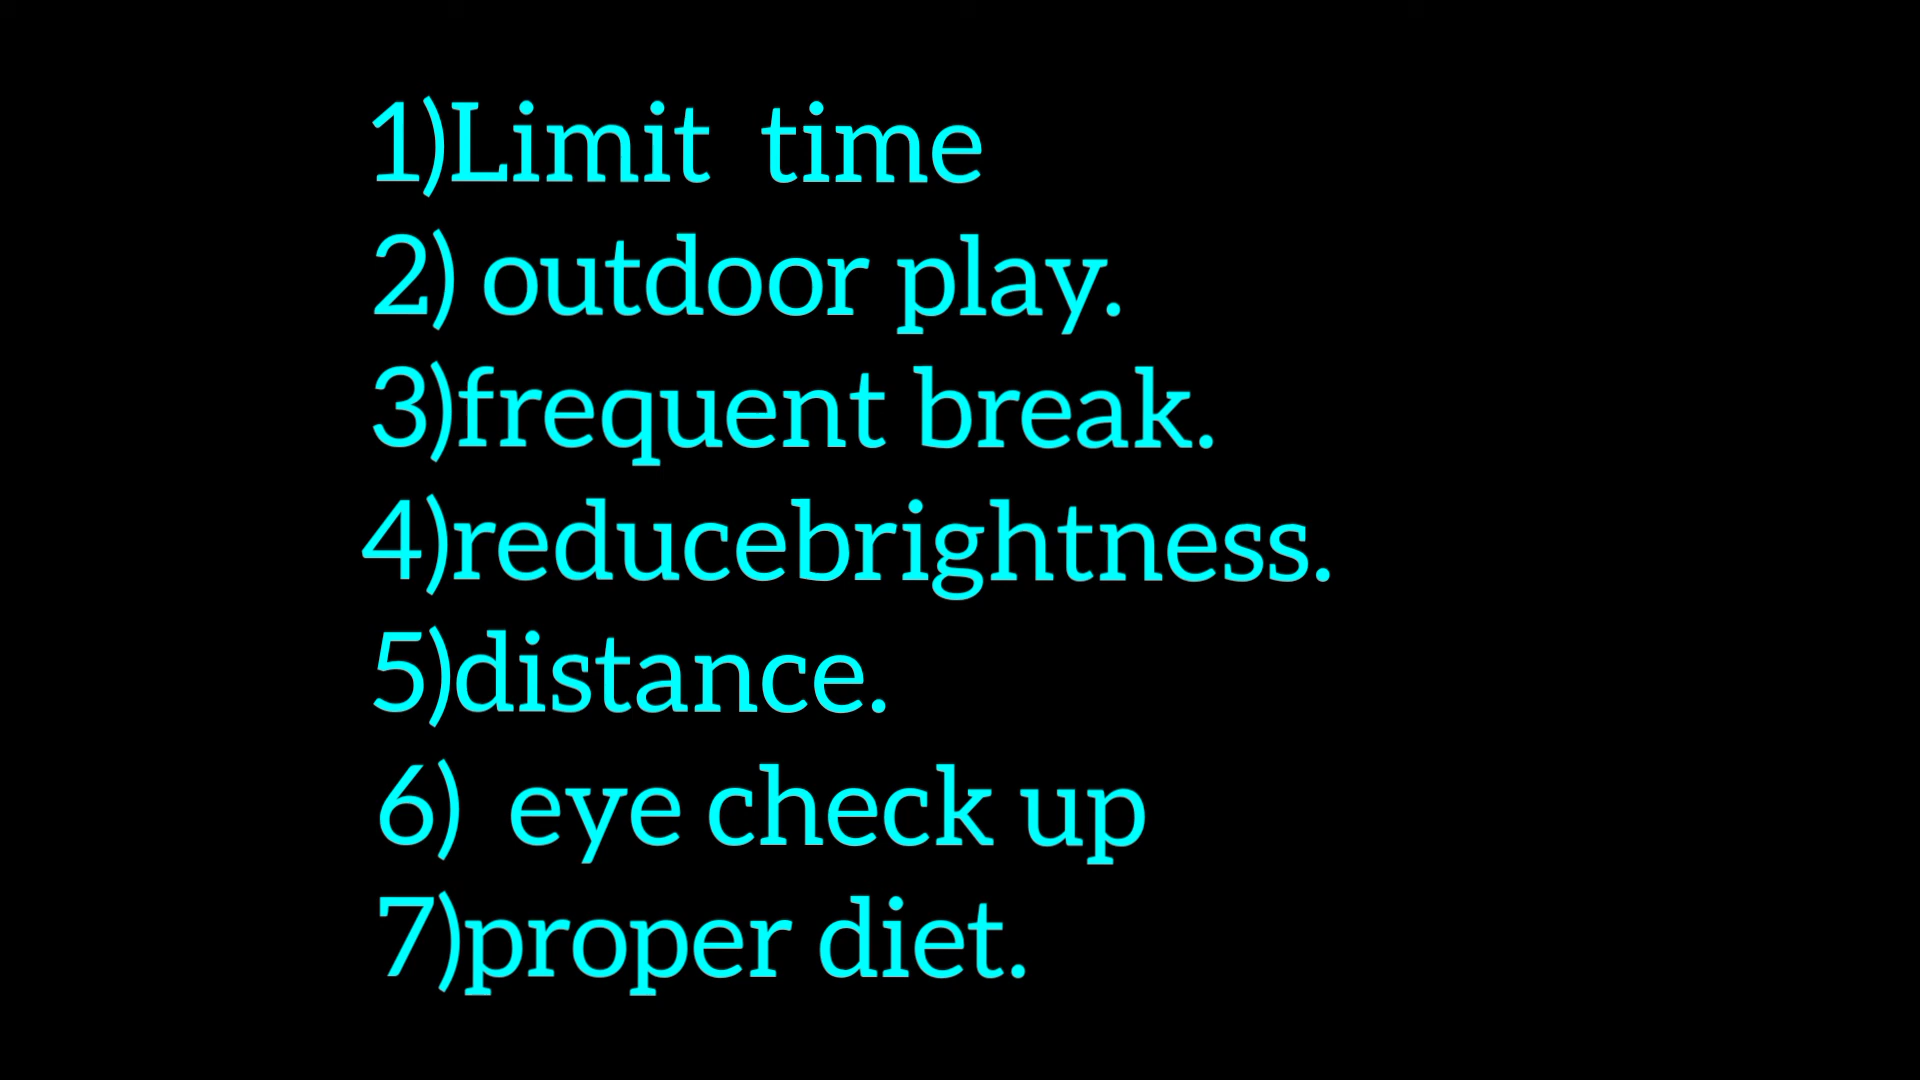 1)Limit  time
2) outdoor play.
3)frequent break.
4)reducebrightness.
5)distance.
6)  eye check up
7)proper diet.